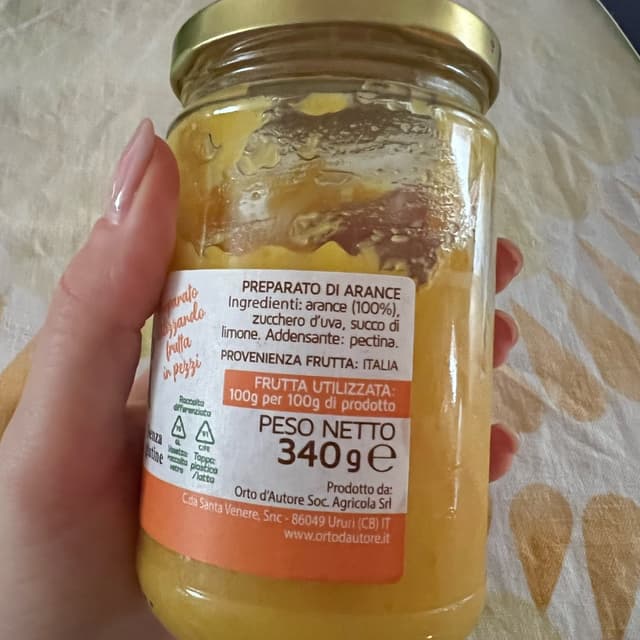 PREPARATO DI ARANCE
Ingredienti: arance (100%),
zucchero d'uva, succo di
limone. Addensante: pectina.
PROVENIENZA FRUTTA: ITALIA
FRUTTA UTILIZZATA:
100g per 100g di prodotto
PESO NETTO
340g e
Prodotto da:
Orto d'Autore Soc. Agricola Srl
C.da Santa Venere, Snc - 86049 Ururi (CB) IT
www.ortodautore.it
frutta
in pezzi
Raccolta
differenziata
raccolta
vetro
Tappo:
plastica
/latta